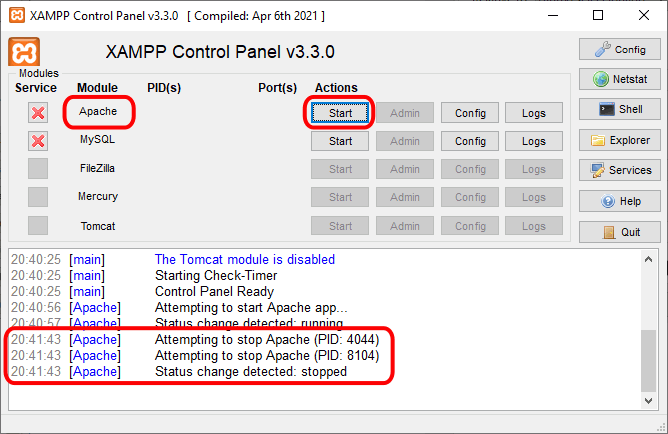 XAMPP Control Panel v3.3.0 [ Compiled: Apr 6th 2021 ]
XAMPP Control Panel v3.3.0
Config
Modules
Service Module PID(s) Port(s) Actions
Netstat
Apache Start Admin Config Logs
Shell
MySQL Start Admin Config Logs
Explorer
FileZilla Start Admin Config Logs
Services
Mercury Start Admin Config Logs
Help
Tomcat Start Admin Config Logs
Quit
20:40:25 [main] The Tomcat module is disabled
20:40:25 [main] Starting Check-Timer
20:40:25 [main] Control Panel Ready
20:40:56 [Apache] Attempting to start Apache app...
20:40:57 [Apache] Status change detected: running
20:41:43 [Apache] Attempting to stop Apache (PID: 4044)
20:41:43 [Apache] Attempting to stop Apache (PID: 8104)
20:41:43 [Apache] Status change detected: stopped